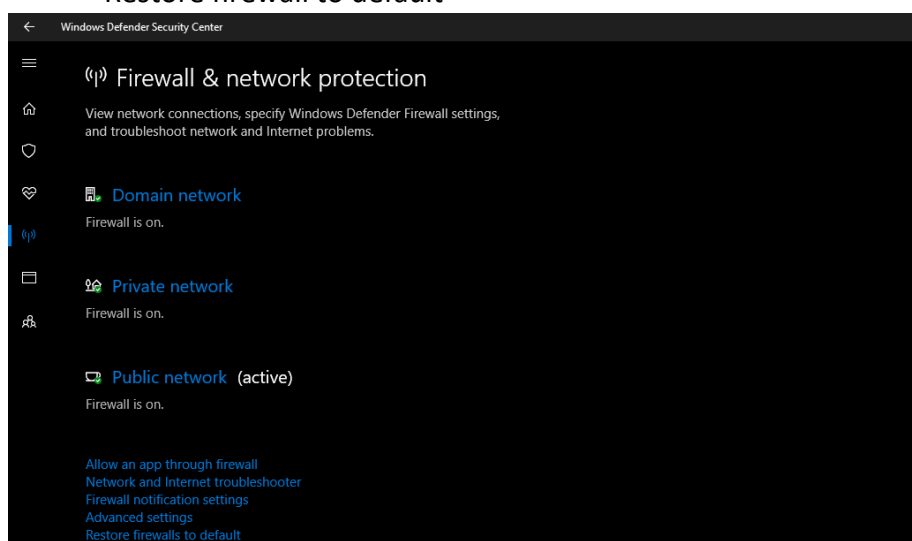 Restore firewall to default
Windows Defender Security Center
Firewall & network protection
View network connections, specify Windows Defender Firewall settings,
and troubleshoot network and Internet problems.
Domain network
Firewall is on.
Private network
Firewall is on.
Public network (active)
Firewall is on.
Allow an app through firewall
Network and Internet troubleshooter
Firewall notification settings
Advanced settings
Restore firewalls to default